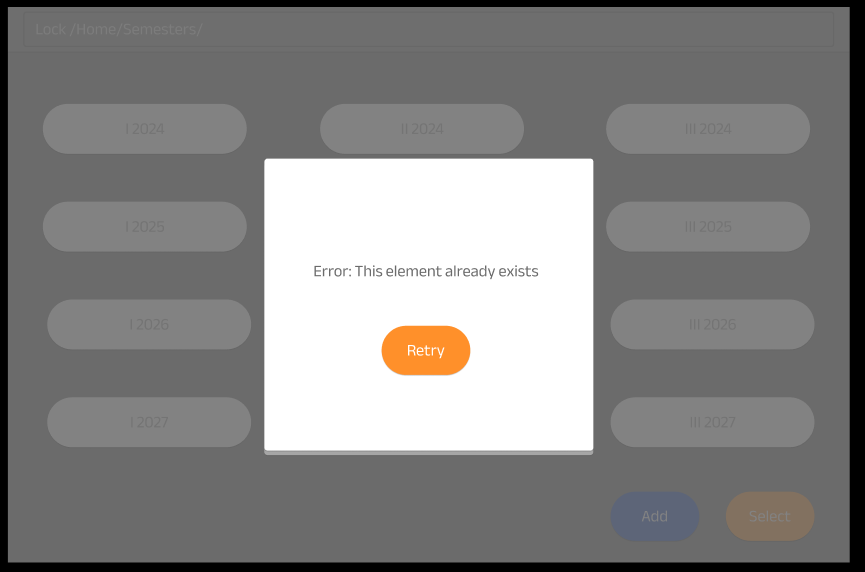 Lock /Home/Semesters/
I 2024
II 2024
III 2024
I 2025
III 2025
Error: This element already exists
I 2026
III 2026
Retry
I 2027
III 2027
Add
Select